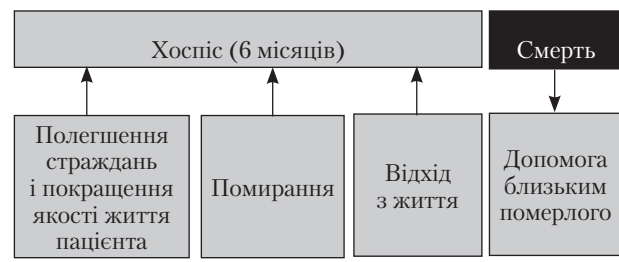 Хоспіс (6 місяців)
Смерть
Полегшення
страждань
і покращення
якості життя
пацієнта
Помирання
Відхід
з життя
Допомога
близьким
померлого